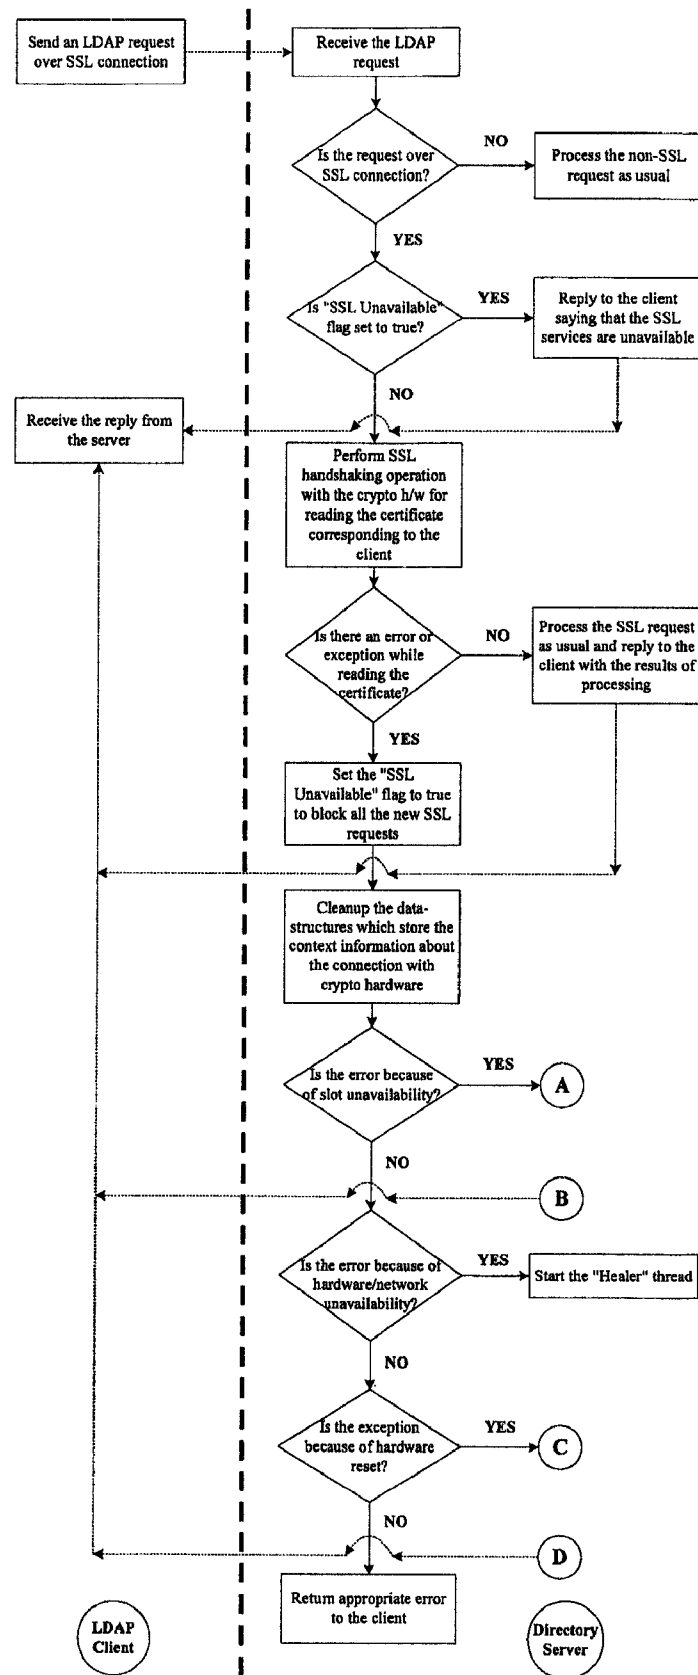 Send an LDAP request
over SSL connection
Receive the LDAP
request
Is the request over
SSL connection?
NO
Process the non-SSL
request as usual
YES
Is "SSL Unavailable"
flag set to true?
YES
Reply to the client
saying that the SSL
services are unavailable
NO
Receive the reply from
the server
Perform SSL
handshaking operation
with the crypto h/w for
reading the certificate
corresponding to the
client
Is there an error or
exception while
reading the
certificate?
NO
Process the SSL request
as usual and reply to the
client with the results of
processing
YES
Set the "SSL
Unavailable" flag to true
to block all the new SSL
requests
Cleanup the data-
structures which store the
context information about
the connection with
crypto hardware
Is the error because
of slot unavailability?
YES
A
NO
B
Is the error because of
hardware/network
unavailability?
YES
Start the "Healer" thread
NO
Is the exception
because of hardware
reset?
YES
C
NO
D
Return appropriate error
to the client
LDAP
Client
Directory
Server